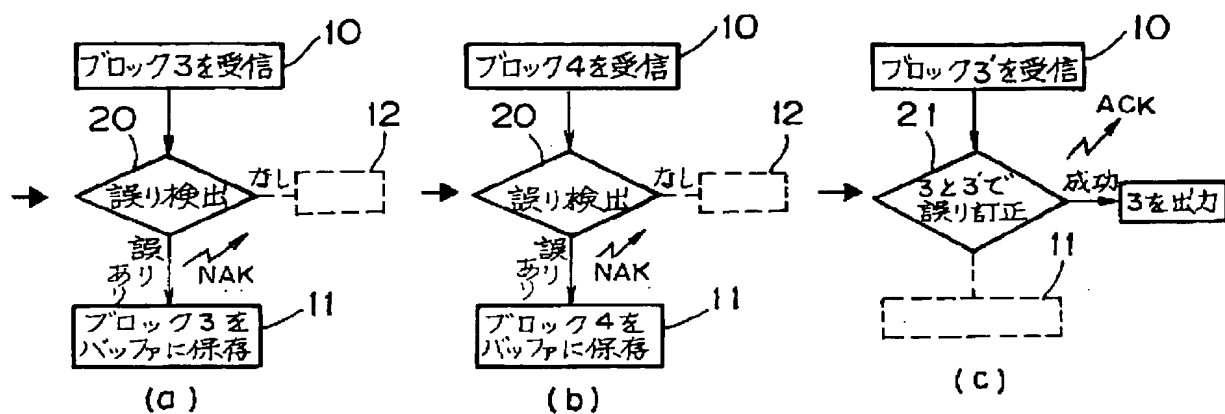 10
ブロック3を受信
20
12
誤り検出
なし
誤り
あり
NAK
11
ブロック3を
バッファに保存
(a)
10
ブロック4を受信
20
12
誤り検出
なし
誤り
あり
NAK
11
ブロック4を
バッファに保存
(b)
10
ブロック3'を受信
21
ACK
3と3'で
誤り訂正
成功
3を出力
11
(c)